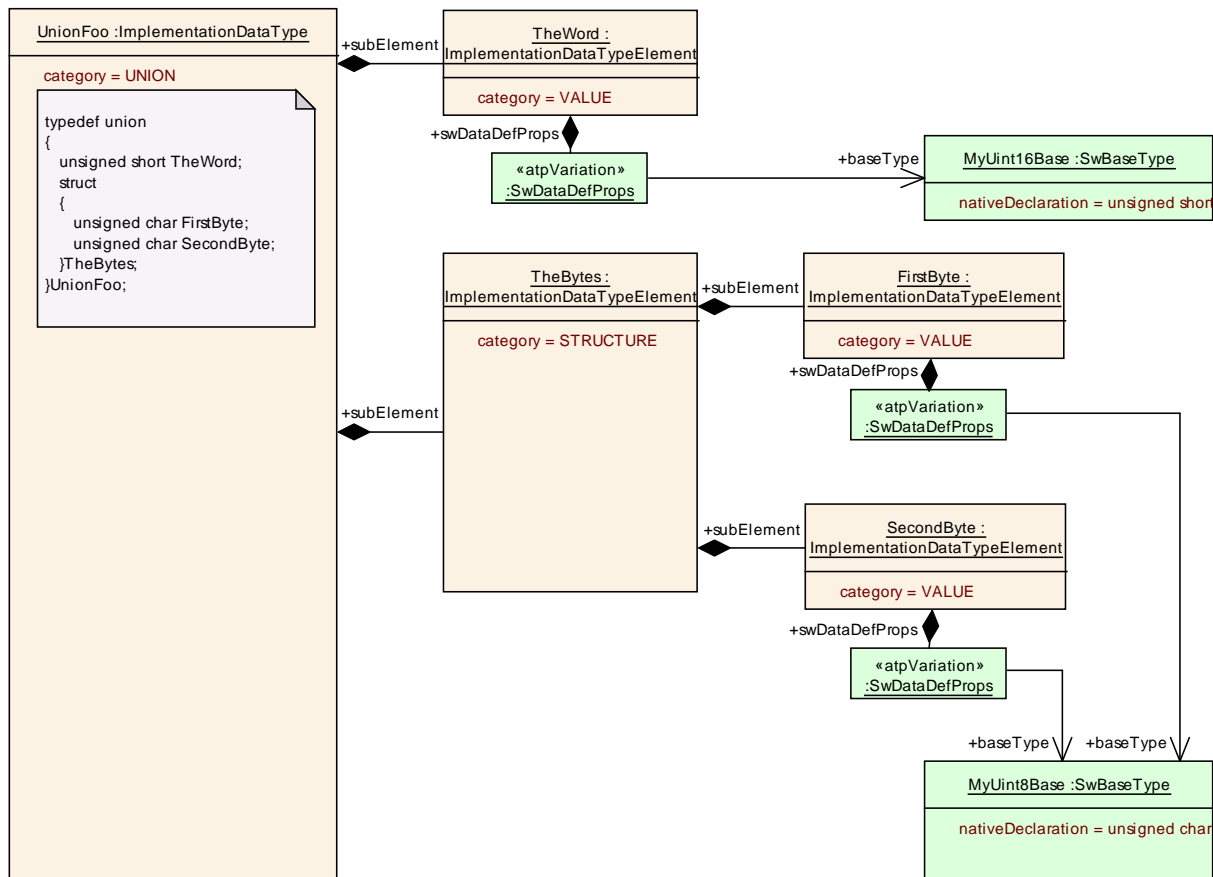 UnionFoo :ImplementationDataType
category = UNION
typedef union
{
unsigned short TheWord;
struct
{
unsigned char FirstByte;
unsigned char SecondByte;
}TheBytes;
}UnionFoo;
+subElement
TheWord :
ImplementationDataTypeElement
category = VALUE
+swDataDefProps
«atpVariation»
:SwDataDefProps
+baseType
MyUint16Base :SwBaseType
nativeDeclaration = unsigned short
+subElement
TheBytes :
ImplementationDataTypeElement
category = STRUCTURE
+subElement
FirstByte :
ImplementationDataTypeElement
category = VALUE
+swDataDefProps
«atpVariation»
:SwDataDefProps
+subElement
SecondByte :
ImplementationDataTypeElement
category = VALUE
+swDataDefProps
«atpVariation»
:SwDataDefProps
+baseType
+baseType
MyUint8Base :SwBaseType
nativeDeclaration = unsigned char